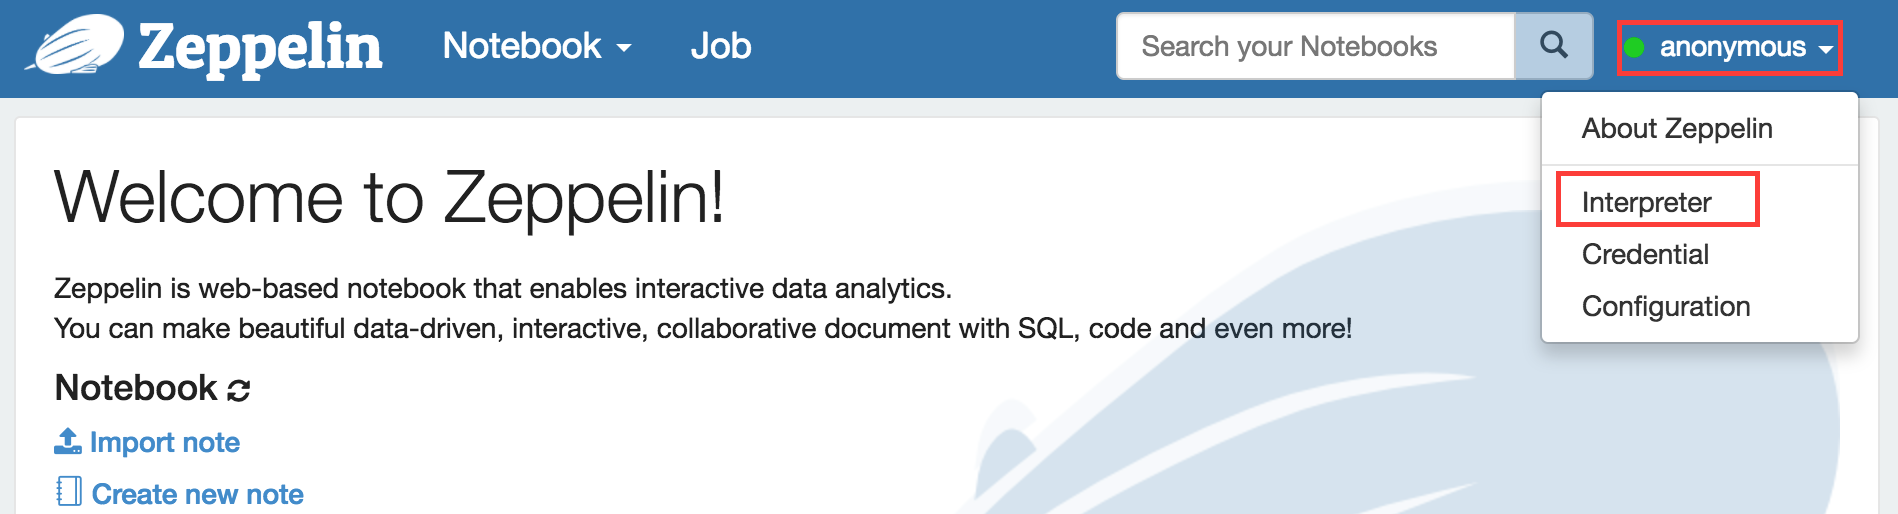 Zeppelin Notebook Job Search your Notebooks anonymous
About Zeppelin
Interpreter
Credential
Configuration
Welcome to Zeppelin!
Zeppelin is web-based notebook that enables interactive data analytics.
You can make beautiful data-driven, interactive, collaborative document with SQL, code and even more!
Notebook
Import note
Create new note